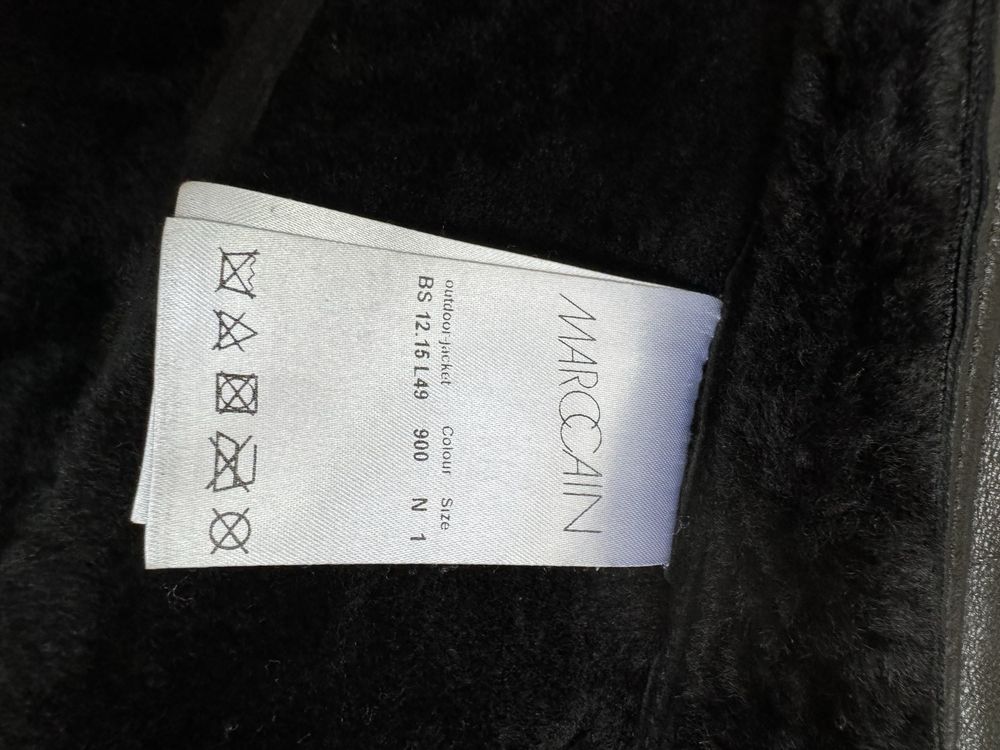 MARCCAIN
outdoor-jacket Colour Size
BS 12.15 L49 900 N 1